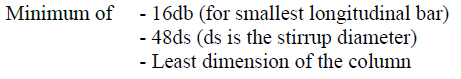 Minimum of - 16db (for smallest longitudinal bar)
- 48ds (ds is the stirrup diameter)
- Least dimension of the column